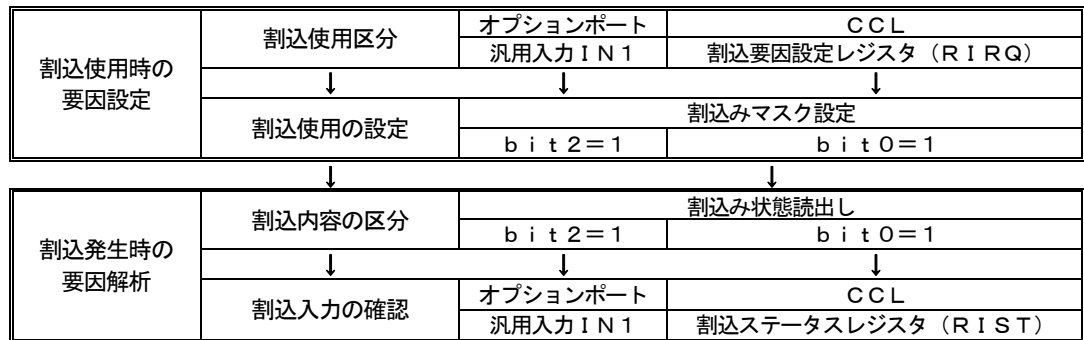 割込使用時の
要因設定
割込使用区分
オプションポート
CCL
汎用入力IN1
割込要因設定レジスタ(RIRQ)
↓ ↓ ↓
割込使用の設定
割込みマスク設定
bit2=1
bit0=1
↓ ↓
割込発生時の
要因解析
割込内容の区分
割込み状態読出し
bit2=1
bit0=1
↓ ↓ ↓
割込入力の確認
オプションポート
CCL
汎用入力IN1
割込ステータスレジスタ(RIST)